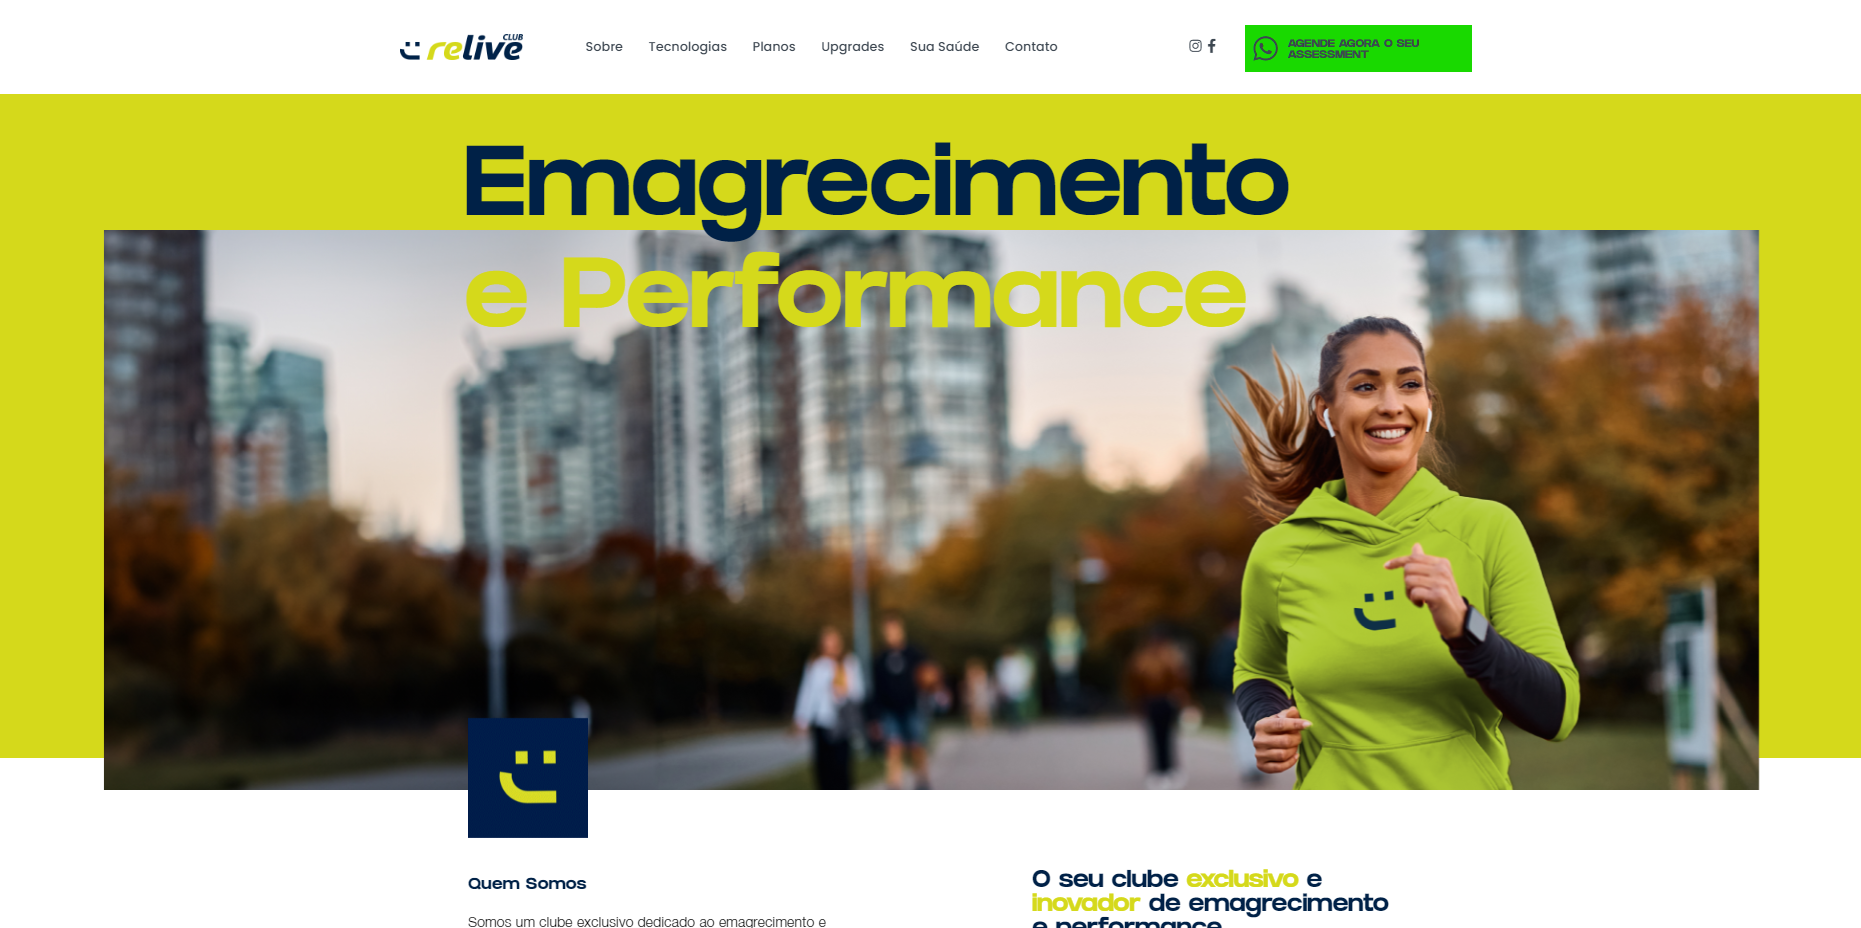 relive CLUB
Sobre
Tecnologias
Planos
Upgrades
Sua Saúde
Contato
AGENDE AGORA O SEU
ASSESSMENT
Emagrecimento
e Performance
Quem Somos
Somos um clube exclusivo dedicado ao emagrecimento e
O seu clube exclusivo e
inovador de emagrecimento
e performance